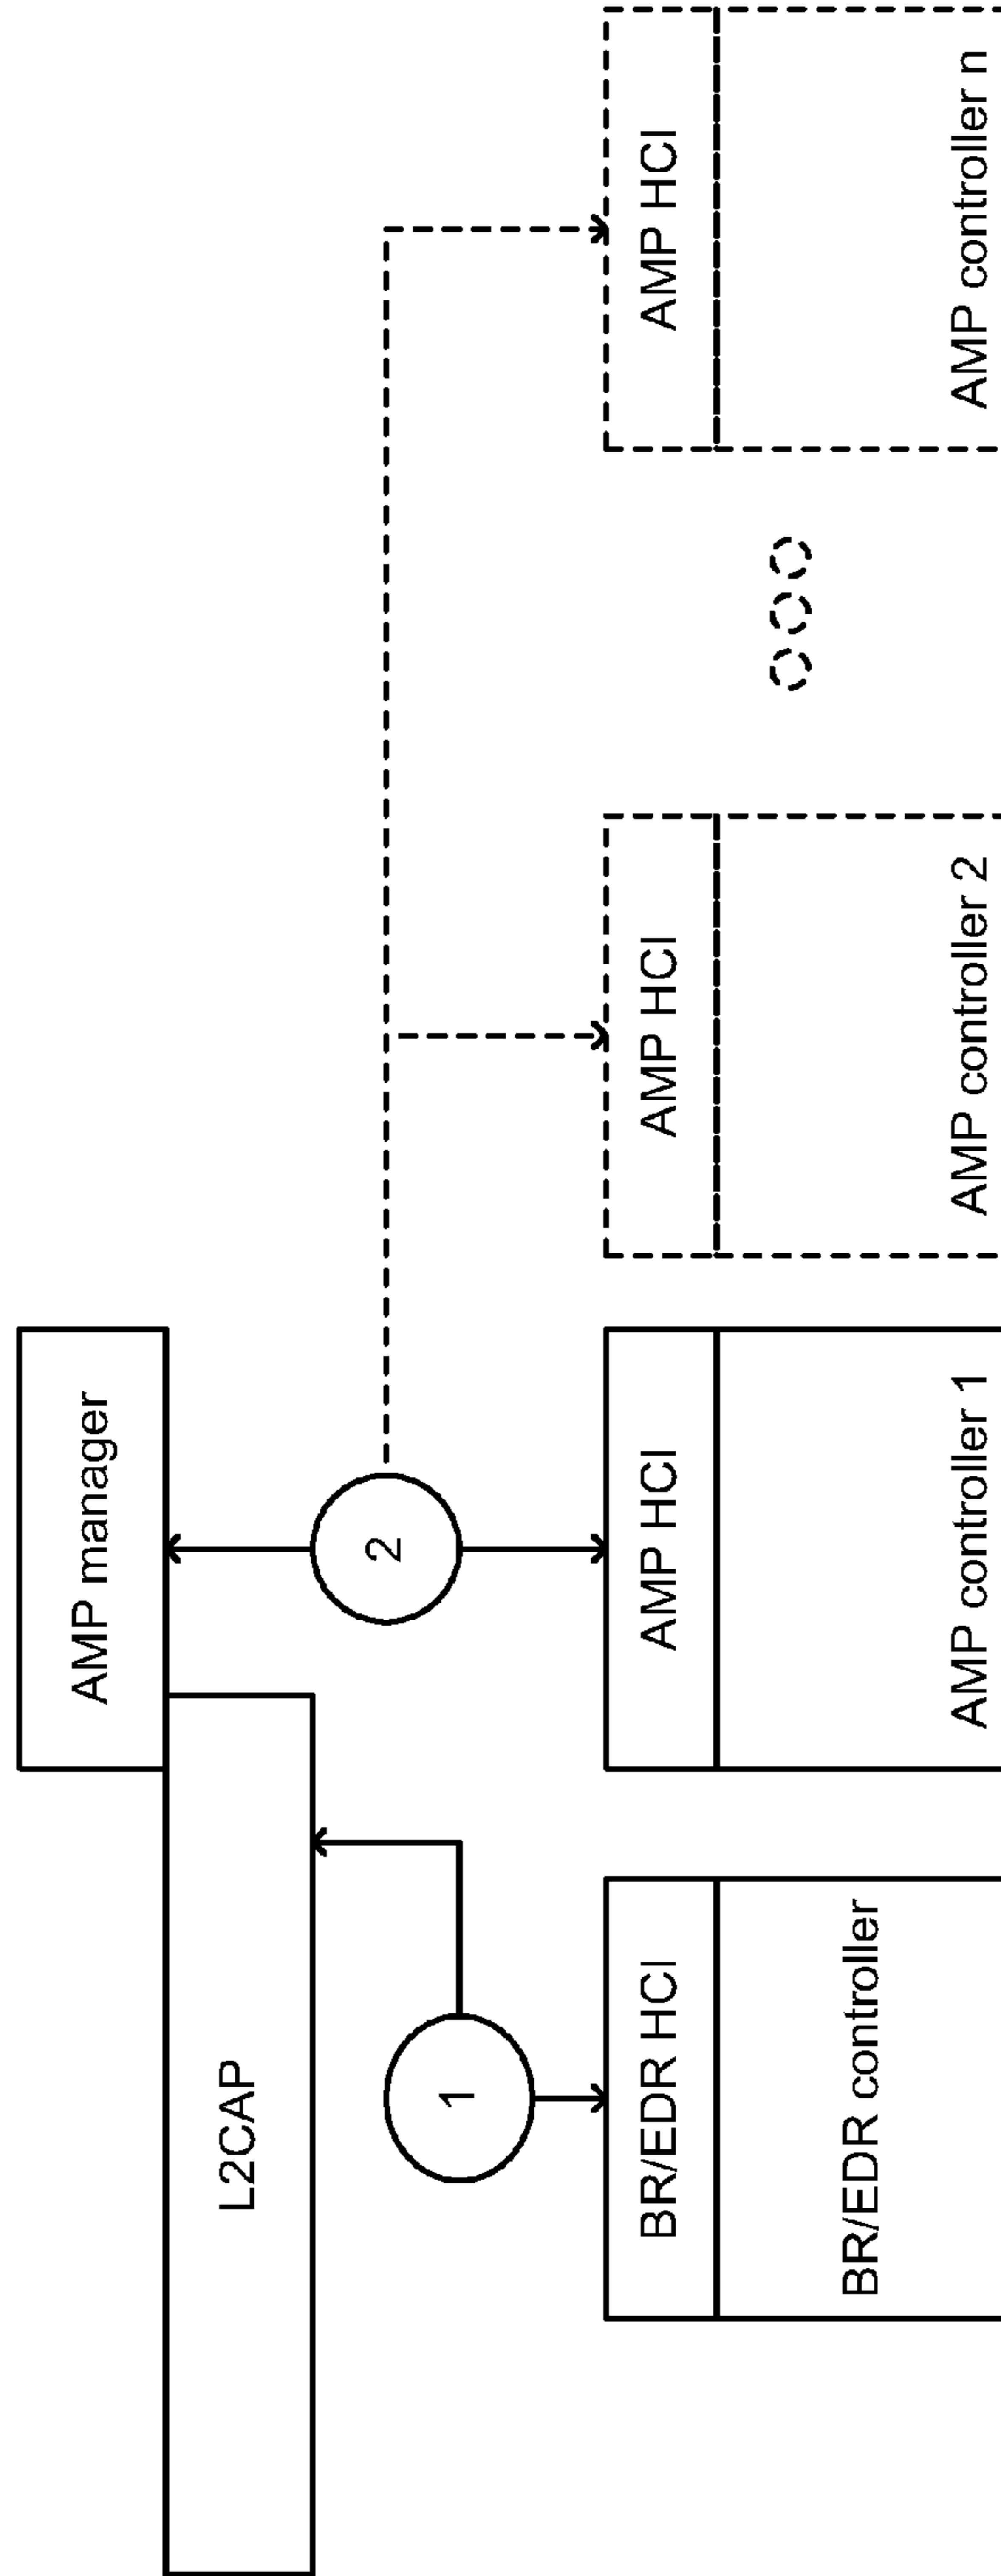 AMP manager
L2CAP
2
1
BR/EDR HCI
AMP HCI
AMP HCI
AMP HCI
BR/EDR controller
AMP controller 1
AMP controller 2
AMP controller n